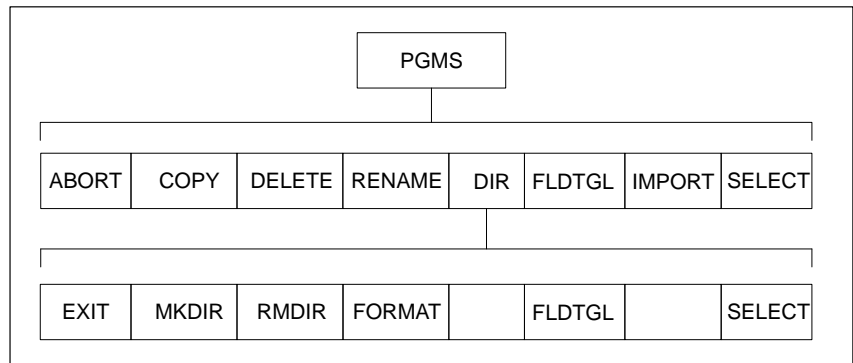 PGMS
ABORT COPY DELETE RENAME DIR FLDTGL IMPORT SELECT
EXIT MKDIR RMDIR FORMAT FLDTGL SELECT